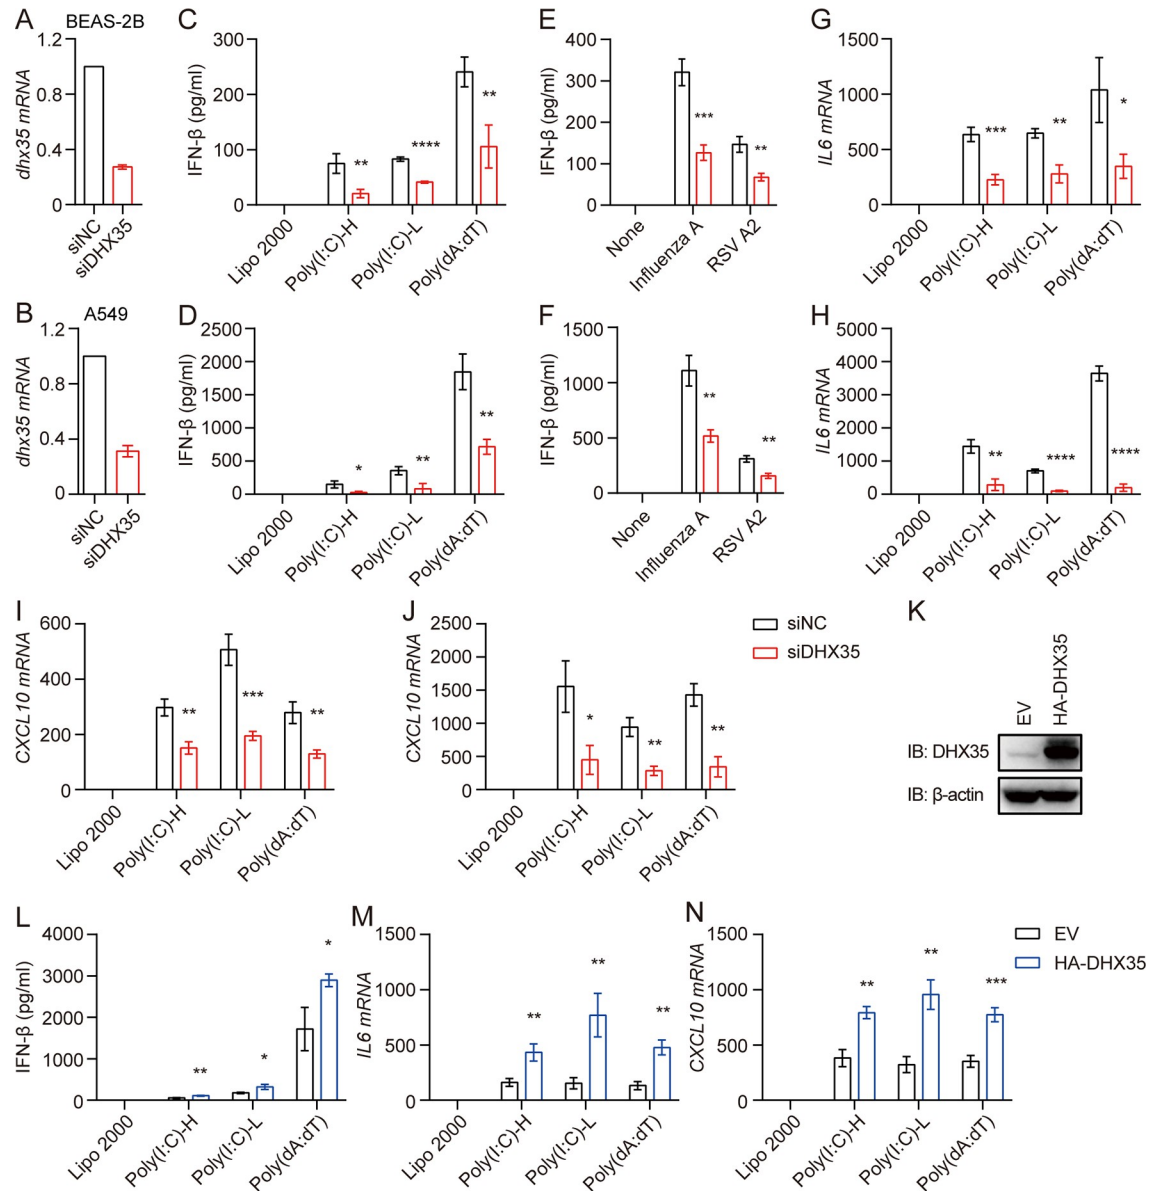 A
BEAS-2B
dhx35 mRNA
1.2
0.8
0.4
0
siNC
siDHX35
C
IFN-β (pg/ml)
300
200
100
0
**
****
**
Lipo 2000
Poly(I:C)-H
Poly(I:C)-L
Poly(dA:dT)
E
IFN-β (pg/ml)
400
300
200
100
0
***
**
None
Influenza A
RSV A2
G
IL6 mRNA
1500
1000
500
0
***
**
*
Lipo 2000
Poly(I:C)-H
Poly(I:C)-L
Poly(dA:dT)
B
A549
dhx35 mRNA
1.2
0.8
0.4
0
siNC
siDHX35
D
IFN-β (pg/ml)
2500
2000
1500
1000
500
0
*
**
**
Lipo 2000
Poly(I:C)-H
Poly(I:C)-L
Poly(dA:dT)
F
IFN-β (pg/ml)
1500
1000
500
0
**
**
None
Influenza A
RSV A2
H
IL6 mRNA
5000
4000
3000
2000
1000
0
**
****
****
Lipo 2000
Poly(I:C)-H
Poly(I:C)-L
Poly(dA:dT)
I
CXCL10 mRNA
600
400
200
0
**
***
**
Lipo 2000
Poly(I:C)-H
Poly(I:C)-L
Poly(dA:dT)
J
CXCL10 mRNA
2500
2000
1500
1000
500
0
*
**
**
Lipo 2000
Poly(I:C)-H
Poly(I:C)-L
Poly(dA:dT)
siNC
siDHX35
K
EV
HA-DHX35
IB: DHX35
IB: β-actin
L
IFN-β (pg/ml)
4000
3000
2000
1000
0
**
*
*
Lipo 2000
Poly(I:C)-H
Poly(I:C)-L
Poly(dA:dT)
M
IL6 mRNA
1500
1000
500
0
**
**
**
Lipo 2000
Poly(I:C)-H
Poly(I:C)-L
Poly(dA:dT)
N
CXCL10 mRNA
1500
1000
500
0
**
**
***
Lipo 2000
Poly(I:C)-H
Poly(I:C)-L
Poly(dA:dT)
EV
HA-DHX35